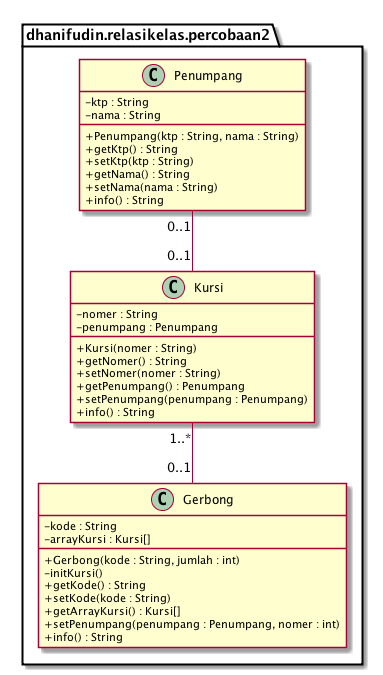 dhanifudin.relasikelas.percobaan2
C Penumpang
-ktp : String
-nama : String
+Penumpang(ktp : String, nama : String)
+getKtp() : String
+setKtp(ktp : String)
+getNama() : String
+setNama(nama : String)
+info() : String
0..1
0..1
C Kursi
-nomer : String
-penumpang : Penumpang
+Kursi(nomer : String)
+getNomer() : String
+setNomer(nomer : String)
+getPenumpang() : Penumpang
+setPenumpang(penumpang : Penumpang)
+info() : String
1..*
0..1
C Gerbong
-kode : String
-arrayKursi : Kursi[]
+Gerbong(kode : String, jumlah : int)
-initKursi()
+getKode() : String
+setKode(kode : String)
+getArrayKursi() : Kursi[]
+setPenumpang(penumpang : Penumpang, nomer : int)
+info() : String